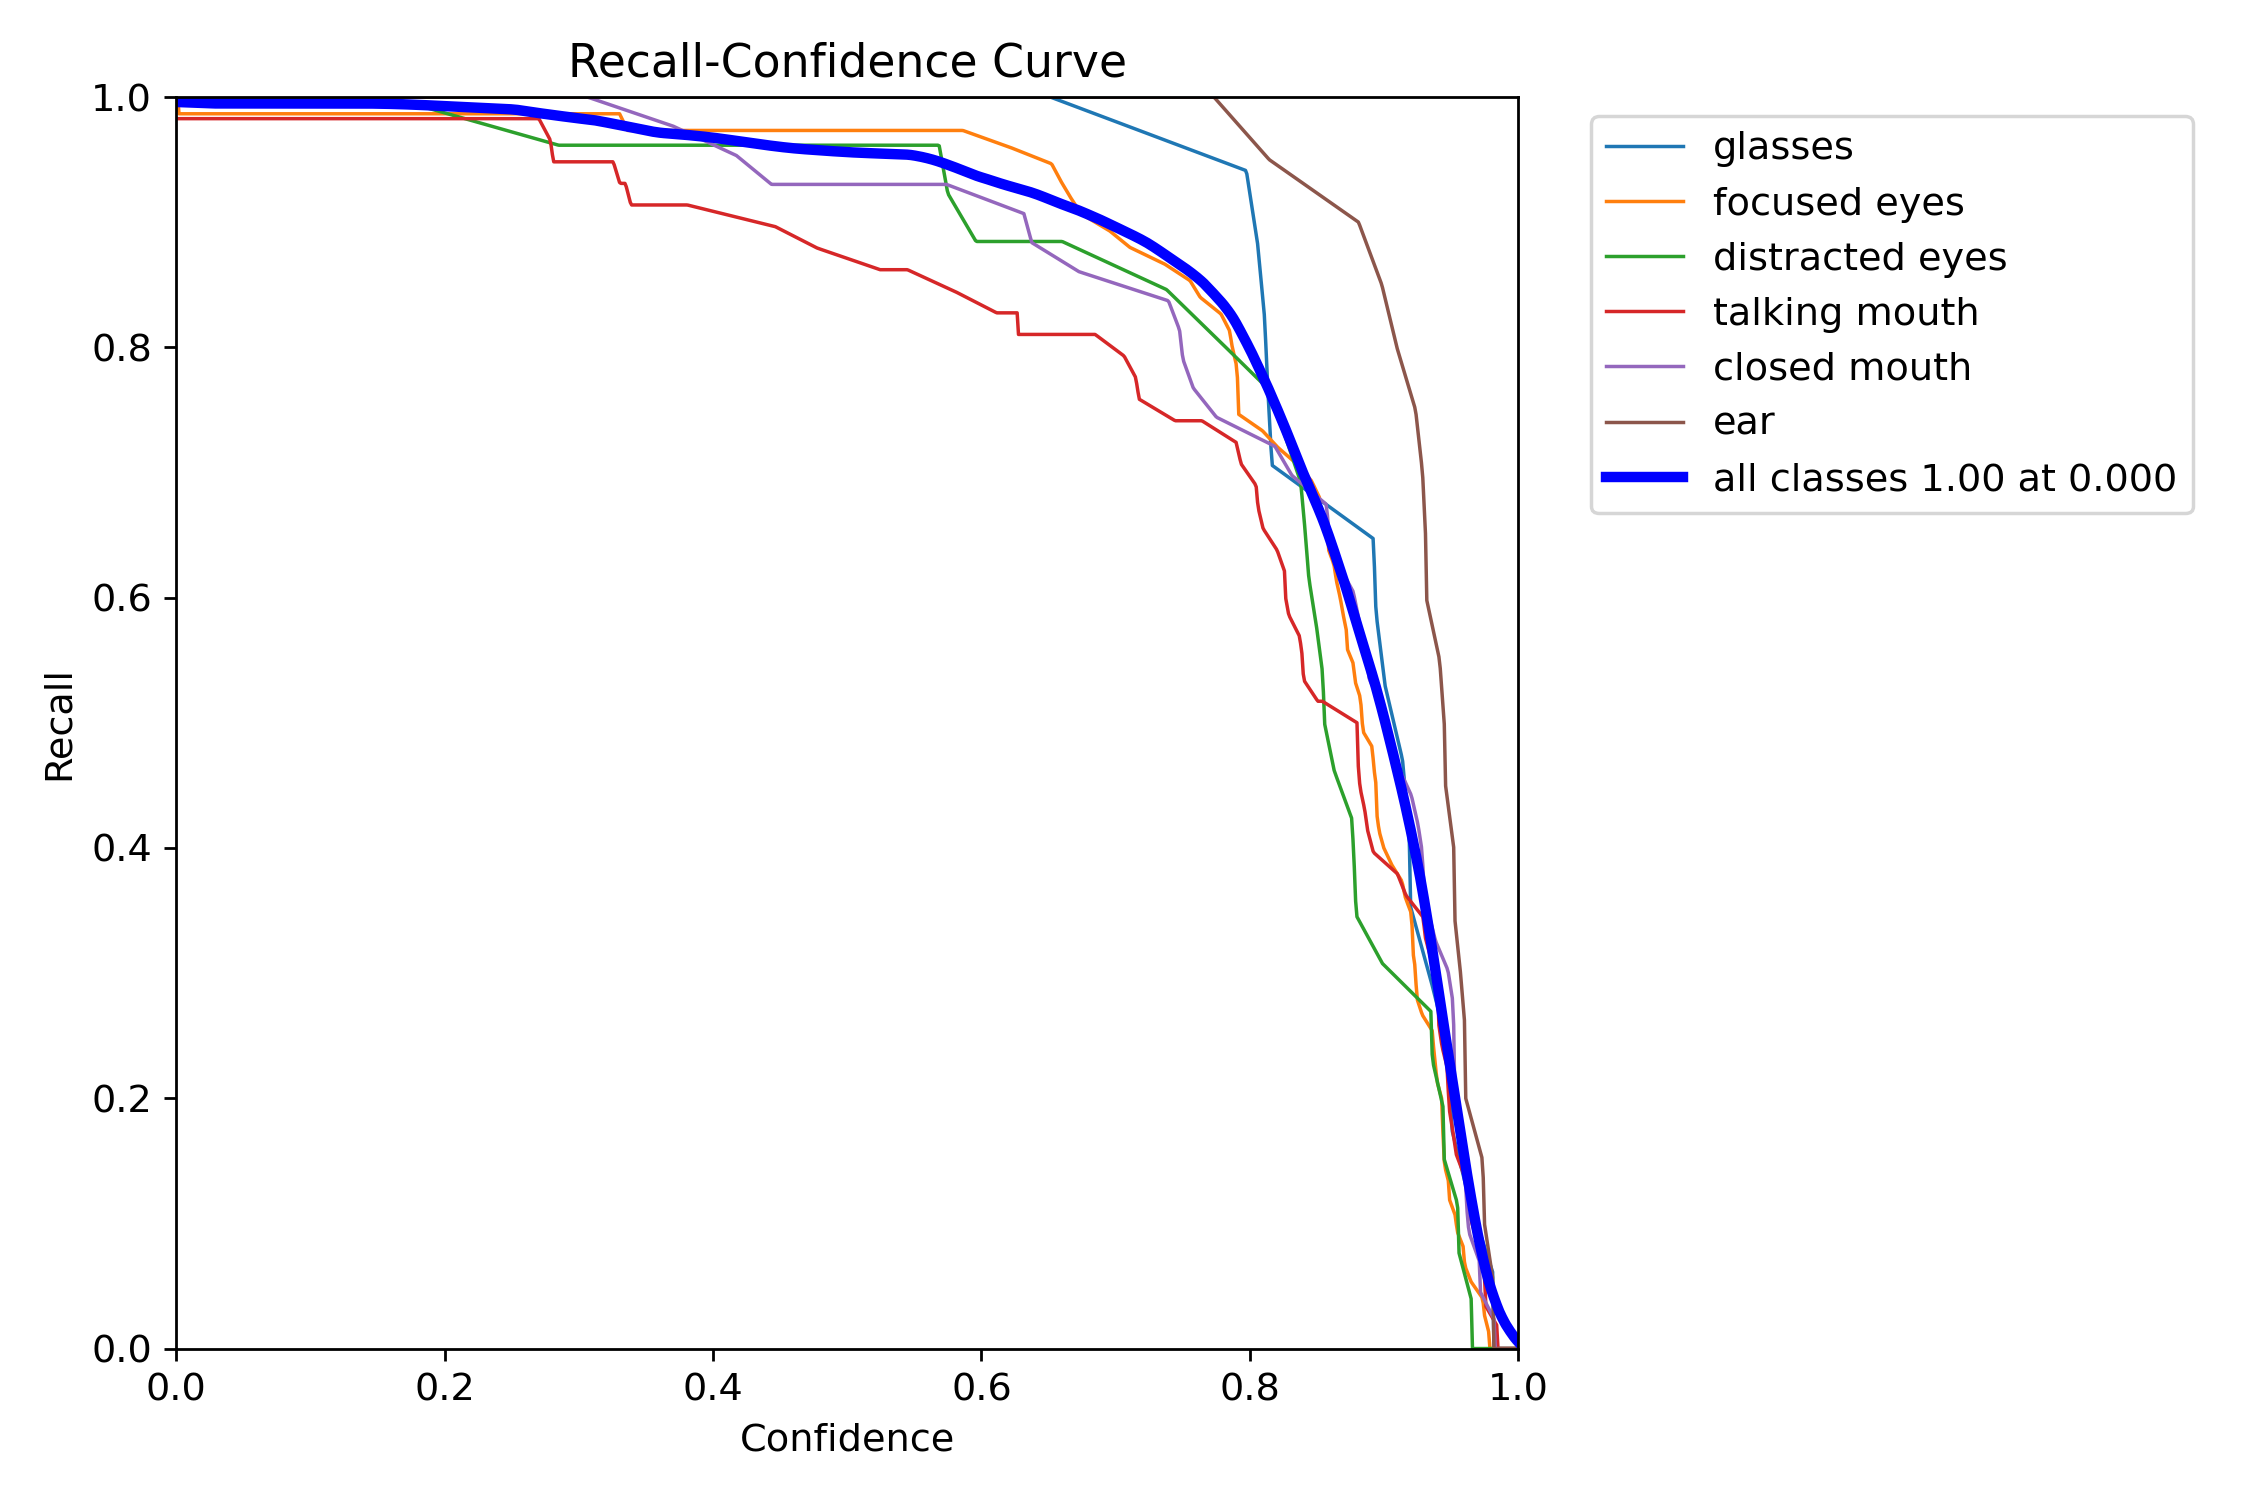 Recall-Confidence Curve
1.0
0.8
0.6
0.4
0.2
0.0
Recall
0.0 0.2 0.4 0.6 0.8 1.0
Confidence
glasses
focused eyes
distracted eyes
talking mouth
closed mouth
ear
all classes 1.00 at 0.000